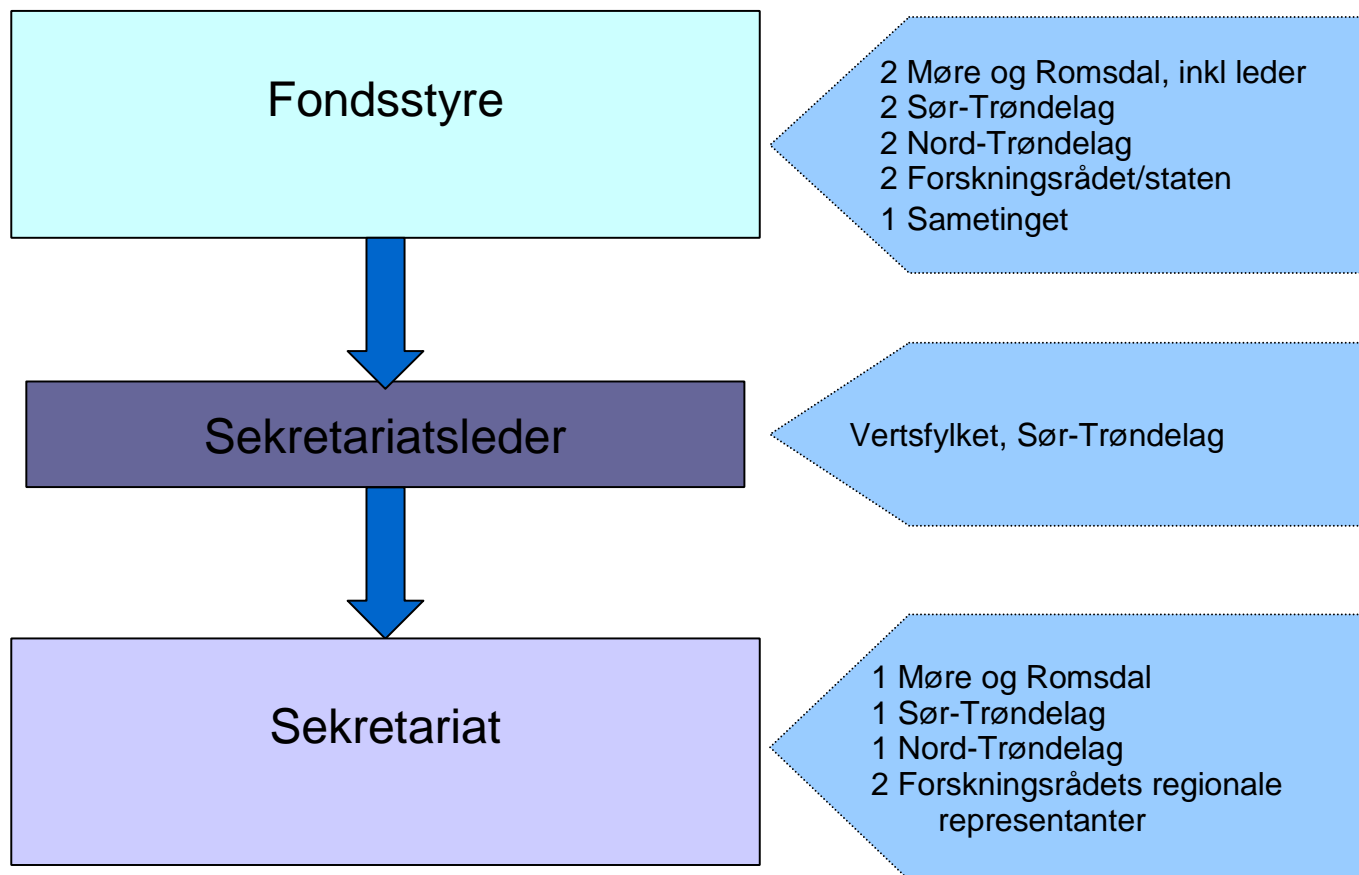 Fondsstyre
2 Møre og Romsdal, inkl leder
2 Sør-Trøndelag
2 Nord-Trøndelag
2 Forskningsrådet/staten
1 Sametinget
Sekretariatsleder
Vertsfylket, Sør-Trøndelag
Sekretariat
1 Møre og Romsdal
1 Sør-Trøndelag
1 Nord-Trøndelag
2 Forskningsrådets regionale
representanter